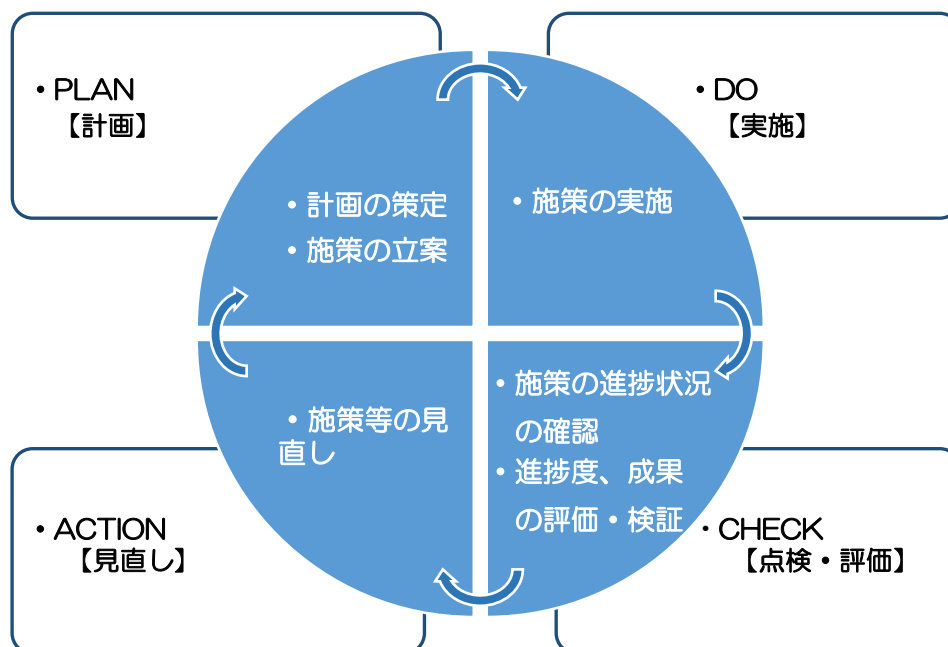 ・PLAN
【計画】
・DO
【実施】
・計画の策定
・施策の立案
・施策の実施
・施策等の見
直し
・施策の進捗状況
の確認
・進捗度、成果
の評価・検証
・ACTION
【見直し】
・CHECK
【点検・評価】